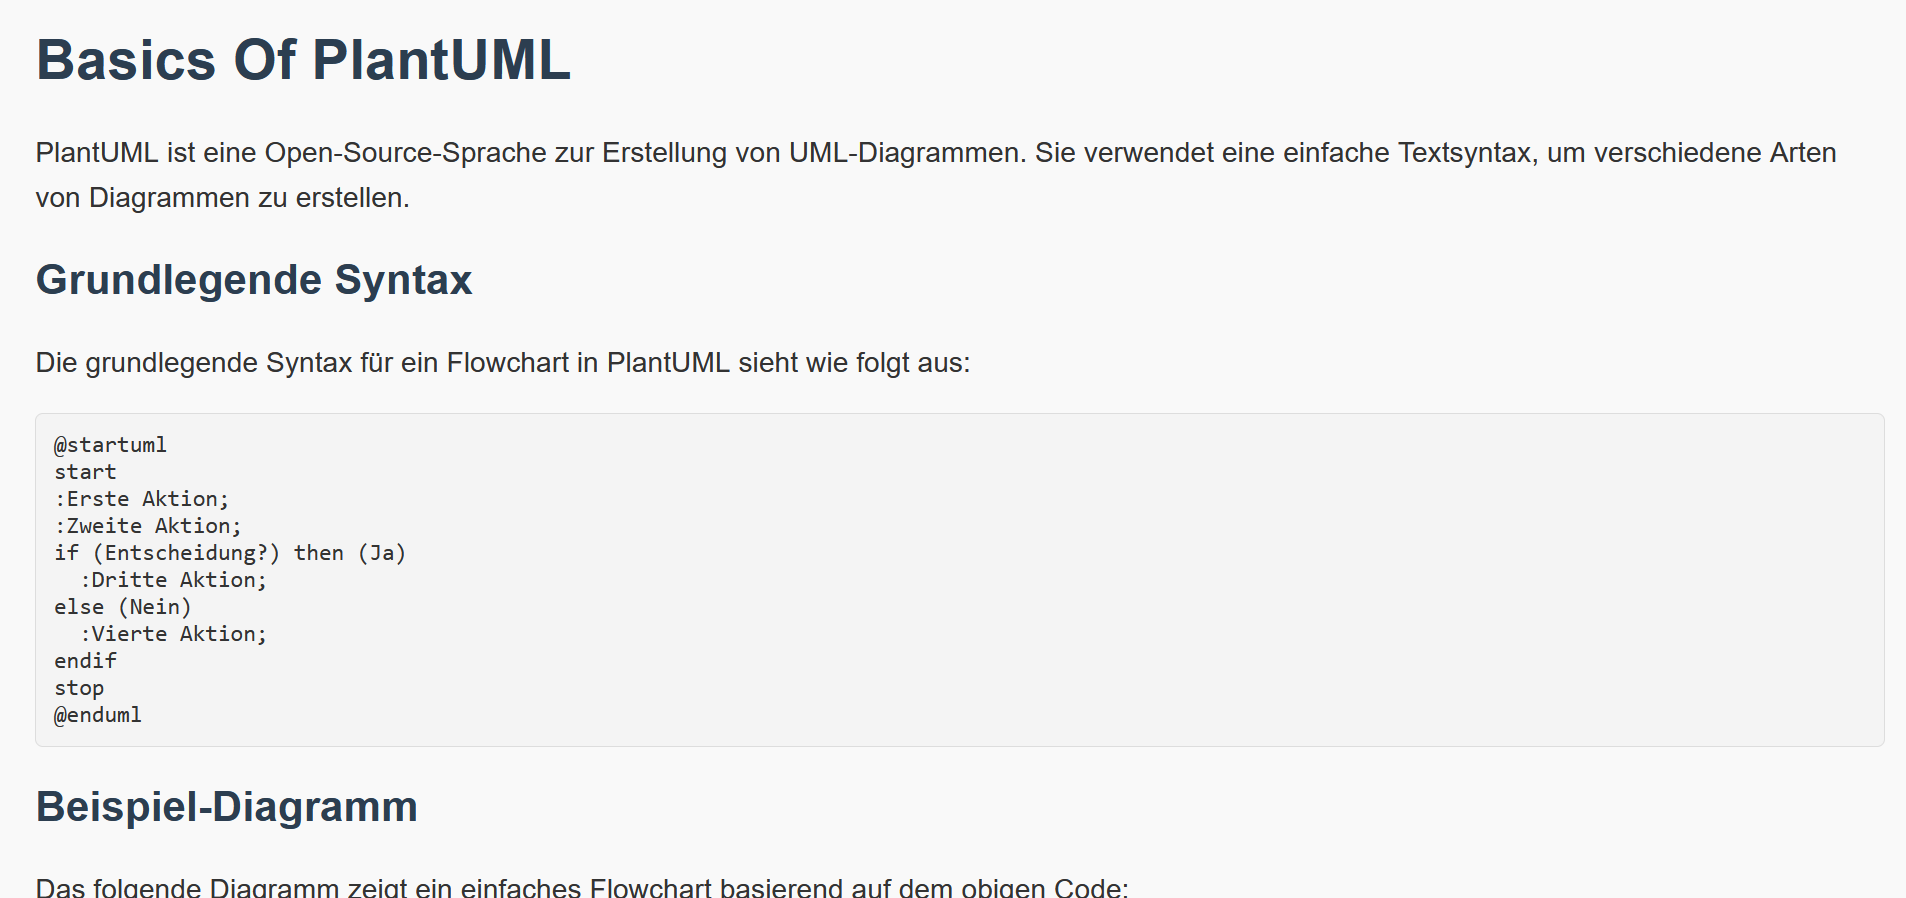 Basics Of PlantUML
PlantUML ist eine Open-Source-Sprache zur Erstellung von UML-Diagrammen. Sie verwendet eine einfache Textsyntax, um verschiedene Arten
von Diagrammen zu erstellen.
Grundlegende Syntax
Die grundlegende Syntax für ein Flowchart in PlantUML sieht wie folgt aus:
@startuml
start
:Erste Aktion;
:Zweite Aktion;
if (Entscheidung?) then (Ja)
  :Dritte Aktion;
else (Nein)
  :Vierte Aktion;
endif
stop
@enduml
Beispiel-Diagramm
Das folgende Diagramm zeigt ein einfaches Flowchart basierend auf dem obigen Code: